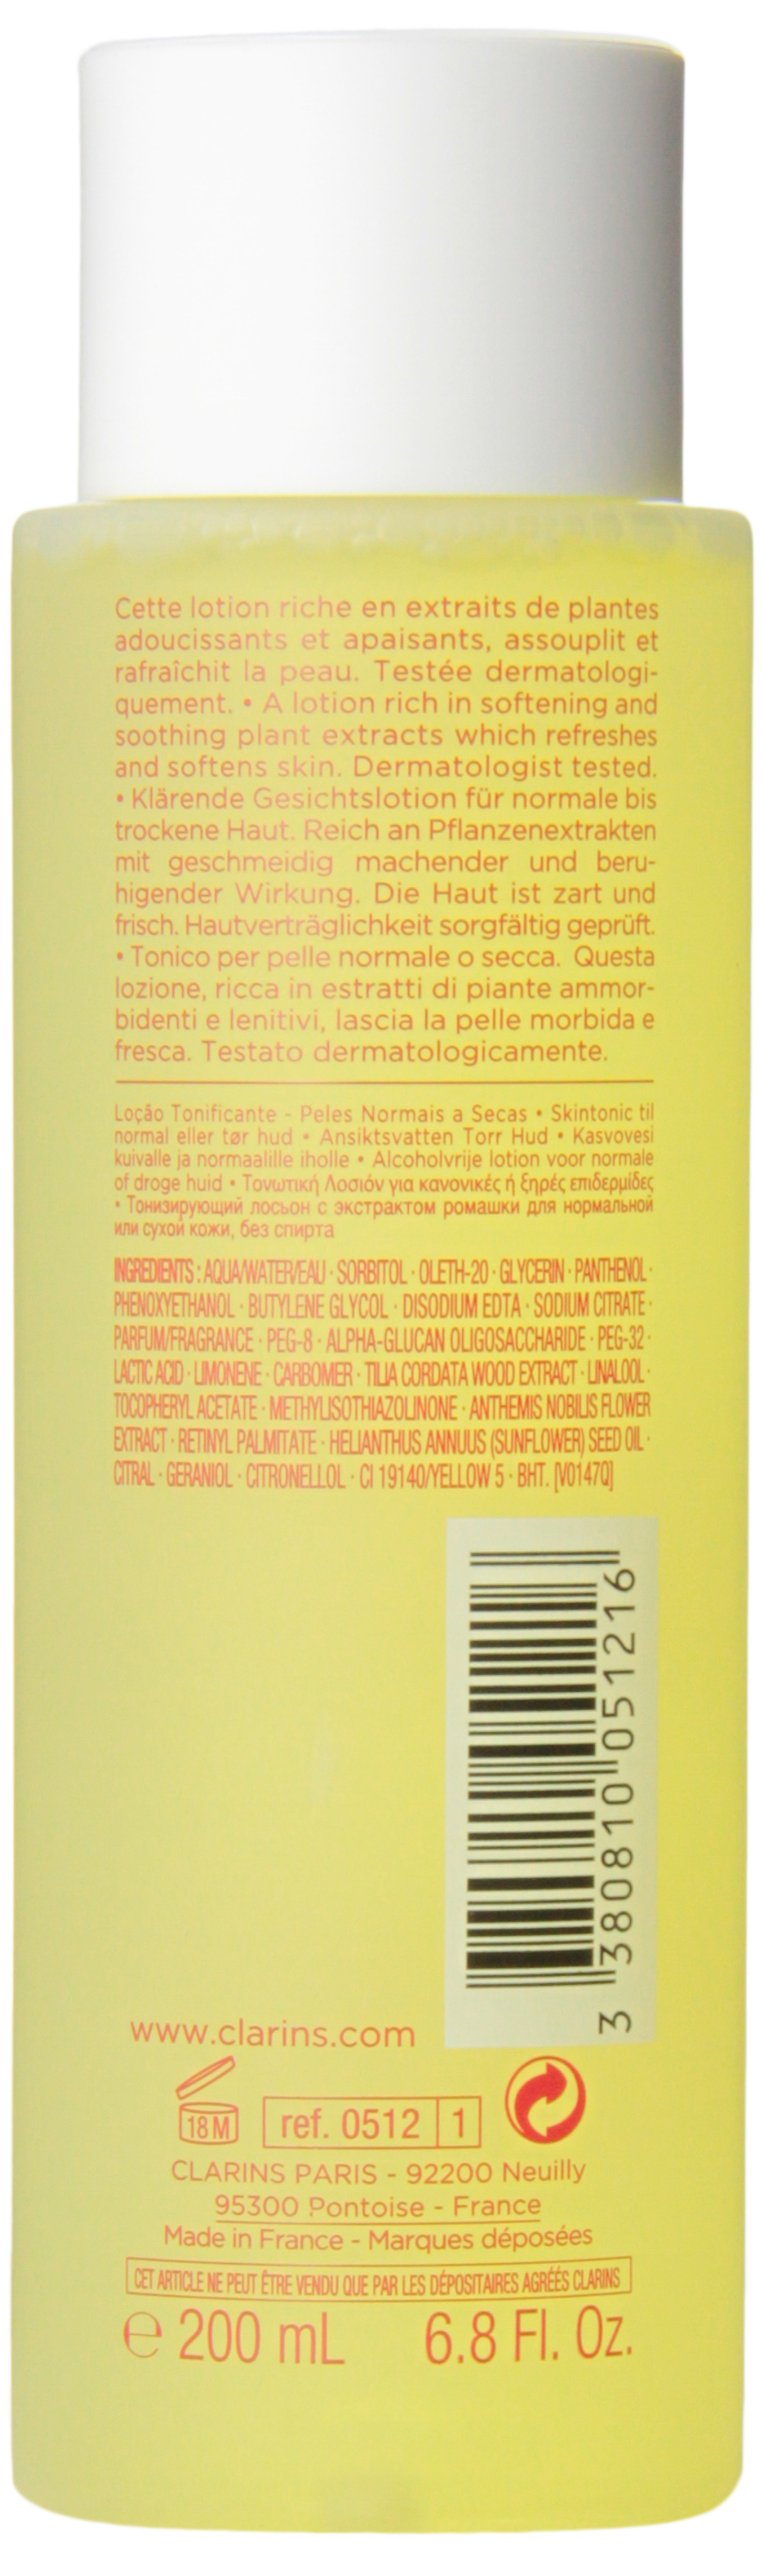 Cette lotion riche en extraits de plantes
adoucissants et apaisants, assouplit et
rafraîchit la peau. Testée dermatologi-
quement. • A lotion rich in softening and
soothing plant extracts which refreshes
and softens skin. Dermatologist tested.
• Klärende Gesichtslotion für normale bis
trockene Haut. Reich an Pflanzenextrakten
mit geschmeidig machender und beru-
higender Wirkung. Die Haut ist zart und
frisch. Hautverträglichkeit sorgfältig geprüft.
• Tonico per pelle normale o secca. Questa
lozione, ricca in estratti di piante ammor-
bidenti e lenitivi, lascia la pelle morbida e
fresca. Testato dermatologicamente.
Loção Tonificante - Peles Normais a Secas • Skintonic til
normal eller tør hud • Ansiktsvatten Torr Hud • Kasvovesi
kuivalle ja normaalille iholle • Alcoholvrije lotion voor normale
of droge huid • Τονωτική Λοσιόν για κανονικές ή ξηρές επιδερμίδες
• Тонизирующий лосьон с экстрактом ромашки для нормальной
или сухой кожи, без спирта
INGREDIENTS : AQUA/WATER/EAU · SORBITOL · OLETH-20 · GLYCERIN · PANTHENOL ·
PHENOXYETHANOL · BUTYLENE GLYCOL · DISODIUM EDTA · SODIUM CITRATE ·
PARFUM/FRAGRANCE · PEG-8 · ALPHA-GLUCAN OLIGOSACCHARIDE · PEG-32 ·
LACTIC ACID · LIMONENE · CARBOMER · TILIA CORDATA WOOD EXTRACT · LINALOOL ·
TOCOPHERYL ACETATE · METHYLISOTHIAZOLINONE · ANTHEMIS NOBILIS FLOWER
EXTRACT · RETINYL PALMITATE · HELIANTHUS ANNUUS (SUNFLOWER) SEED OIL ·
CITRAL · GERANIOL · CITRONELLOL · CI 19140/YELLOW 5 · BHT. [V0147Q]
3 380810 051216
www.clarins.com
18 M ref. 0512 1
CLARINS PARIS - 92200 Neuilly
95300 Pontoise - France
Made in France - Marques déposées
CET ARTICLE NE PEUT ÊTRE VENDU QUE PAR LES DÉPOSITAIRES AGRÉÉS CLARINS
℮ 200 mL 6.8 Fl. Oz.